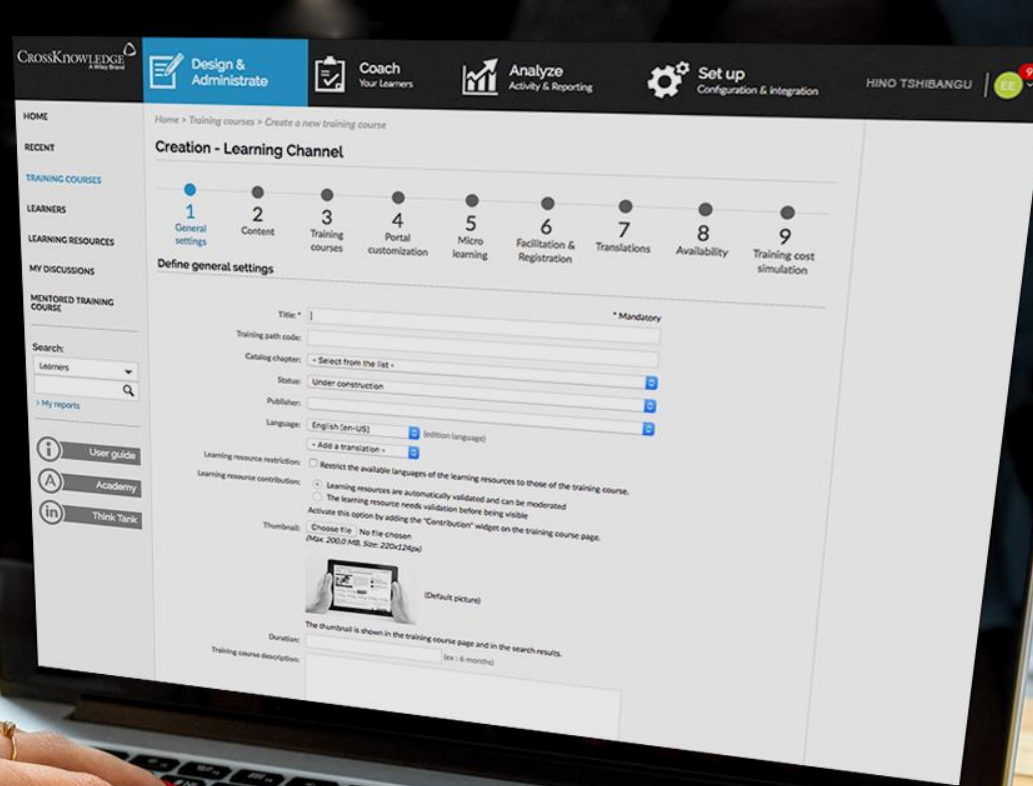 CROSSKNOWLEDGE
A Wiley Brand
Design &
Administrate
Coach
Your Learners
Analyze
Activity & Reporting
Set up
Configuration & integration
HINO TSHIBANGU
EE
9
HOME
RECENT
TRAINING COURSES
LEARNERS
LEARNING RESOURCES
MY DISCUSSIONS
MENTORED TRAINING
COURSE
Search:
Learners
> My reports
User guide
Academy
Think Tank
Home > Training courses > Create a new training course
Creation - Learning Channel
1
General
settings
2
Content
3
Training
courses
4
Portal
customization
5
Micro
learning
6
Facilitation &
Registration
7
Translations
8
Availability
9
Training cost
simulation
Define general settings
* Mandatory
Title: *
Training path code:
Catalog chapter: - Select from the list -
Status: Under construction
Publisher:
Language: English [en-US] (edition language)
- Add a translation -
Learning resource restriction: Restrict the available languages of the learning resources to those of the training course.
Learning resource contribution: Learning resources are automatically validated and can be moderated
The learning resource needs validation before being visible
Activate this option by adding the "Contribution" widget on the training course page.
Thumbnail: Choose file No file chosen
(Max. 200,0 MB, Size: 220x124px)
(Default picture)
The thumbnail is shown in the training course page and in the search results.
Duration: (ex : 6 months)
Training course description: